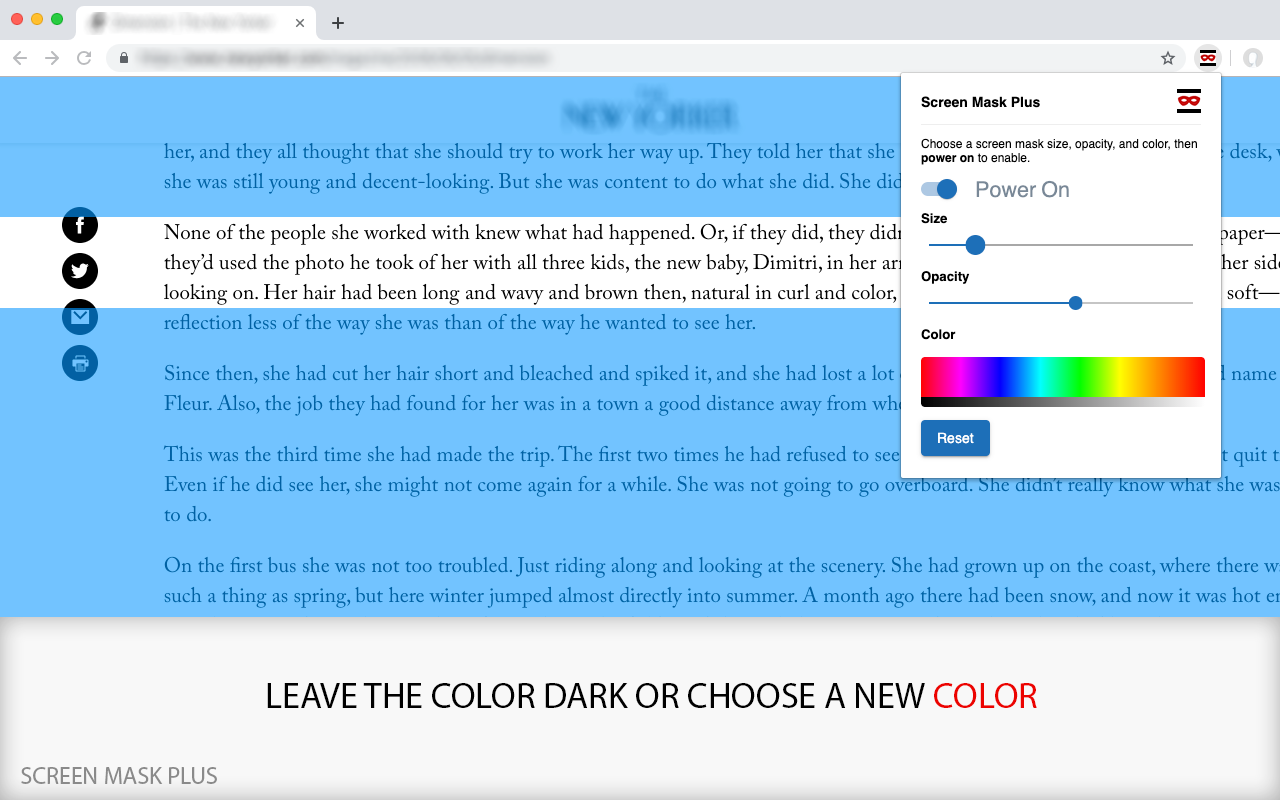 THE
NEW YORKER
her, and they all thought that she should try to work her way up. They told her that she desk, w
she was still young and decent-looking. But she was content to do what she did. She did
None of the people she worked with knew what had happened. Or, if they did, they didn paper—
they’d used the photo he took of her with all three kids, the new baby, Dimitri, in her ar her side
looking on. Her hair had been long and wavy and brown then, natural in curl and color, soft—
reflection less of the way she was than of the way he wanted to see her.
Since then, she had cut her hair short and bleached and spiked it, and she had lost a lot name
Fleur. Also, the job they had found for her was in a town a good distance away from whe
This was the third time she had made the trip. The first two times he had refused to see quit t
Even if he did see her, she might not come again for a while. She was not going to go overboard. She didn’t really know what she was
to do.
On the first bus she was not too troubled. Just riding along and looking at the scenery. She had grown up on the coast, where there wa
such a thing as spring, but here winter jumped almost directly into summer. A month ago there had been snow, and now it was hot en
Screen Mask Plus
Choose a screen mask size, opacity, and color, then
power on to enable.
Power On
Size
Opacity
Color
Reset
LEAVE THE COLOR DARK OR CHOOSE A NEW COLOR
SCREEN MASK PLUS